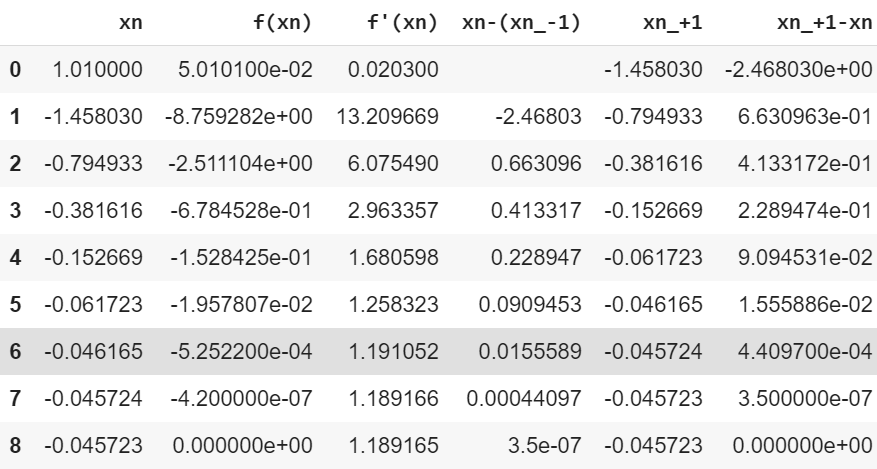 xn f(xn) f'(xn) xn-(xn_-1) xn_+1 xn_+1-xn
0 1.010000 5.010100e-02 0.020300 -1.458030 -2.468030e+00
1 -1.458030 -8.759282e+00 13.209669 -2.46803 -0.794933 6.630963e-01
2 -0.794933 -2.511104e+00 6.075490 0.663096 -0.381616 4.133172e-01
3 -0.381616 -6.784528e-01 2.963357 0.413317 -0.152669 2.289474e-01
4 -0.152669 -1.528425e-01 1.680598 0.228947 -0.061723 9.094531e-02
5 -0.061723 -1.957807e-02 1.258323 0.0909453 -0.046165 1.555886e-02
6 -0.046165 -5.252200e-04 1.191052 0.0155589 -0.045724 4.409700e-04
7 -0.045724 -4.200000e-07 1.189166 0.00044097 -0.045723 3.500000e-07
8 -0.045723 0.000000e+00 1.189165 3.5e-07 -0.045723 0.000000e+00